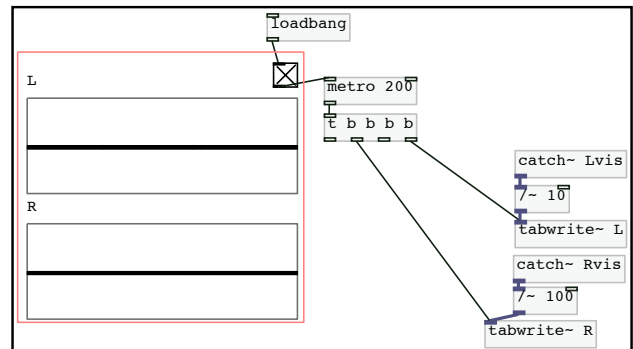 loadbang
L
metro 200
t b b b b
catch~ Lvis
/~ 10
R
tabwrite~ L
catch~ Rvis
/~ 100
tabwrite~ R